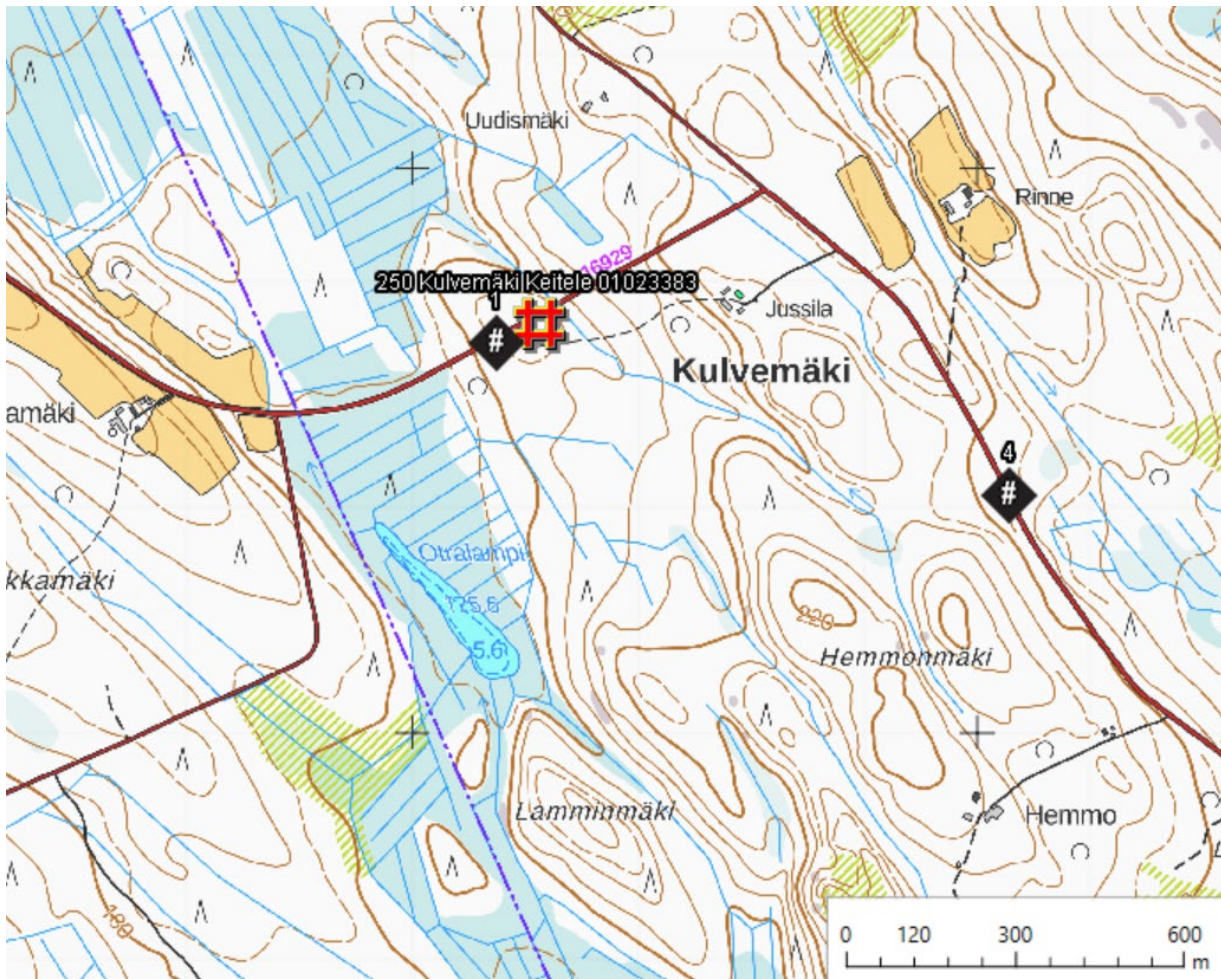 Uudismäki
Rinne
16929
250 Kulvemäki Keitele 01023383
1
#
Jussila
Kulvemäki
amäki
4
#
Otralampi
175.6
5.6
kkamäki
220
Hemmonmäki
Lamminmäki
Hemmo
180
0 120 300 600
m